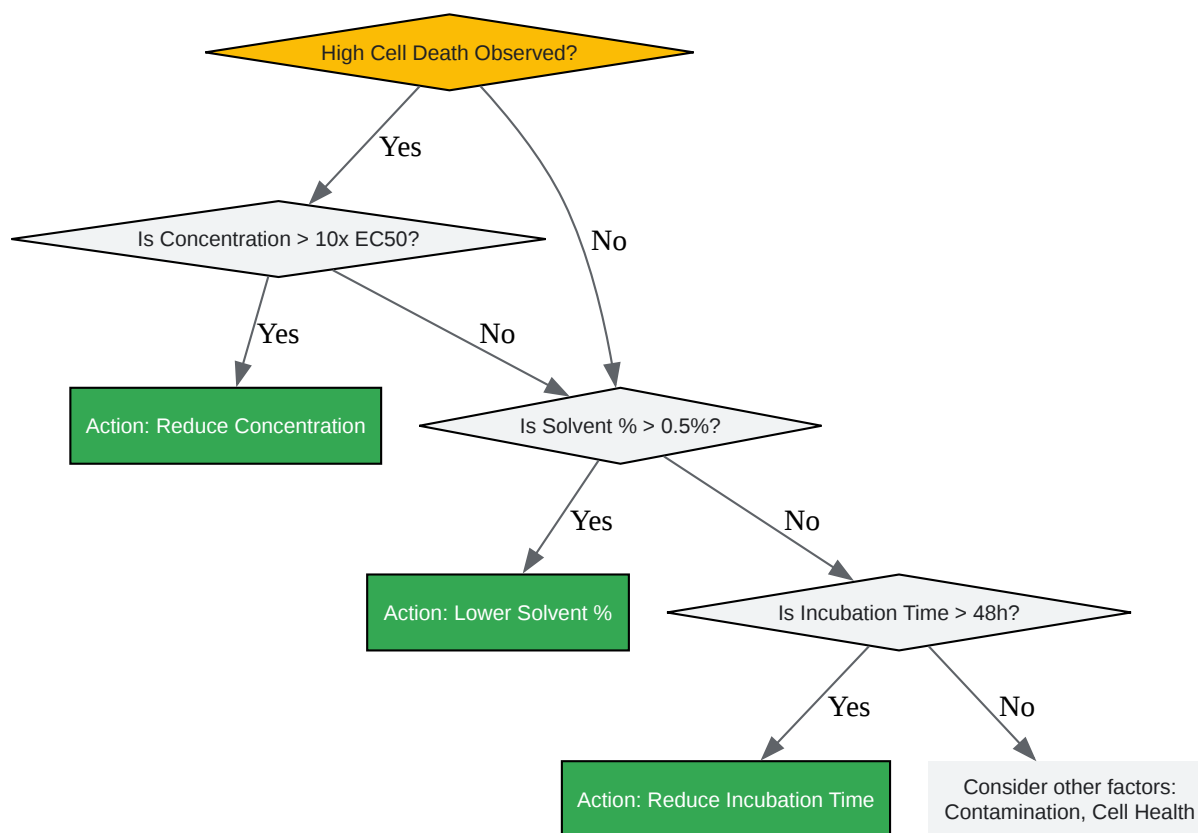 High Cell Death Observed?
Yes
Is Concentration > 10x EC50?
No
Yes
No
Action: Reduce Concentration
Is Solvent % > 0.5%?
Yes
No
Action: Lower Solvent %
Is Incubation Time > 48h?
Yes
No
Action: Reduce Incubation Time
Consider other factors:
Contamination, Cell Health